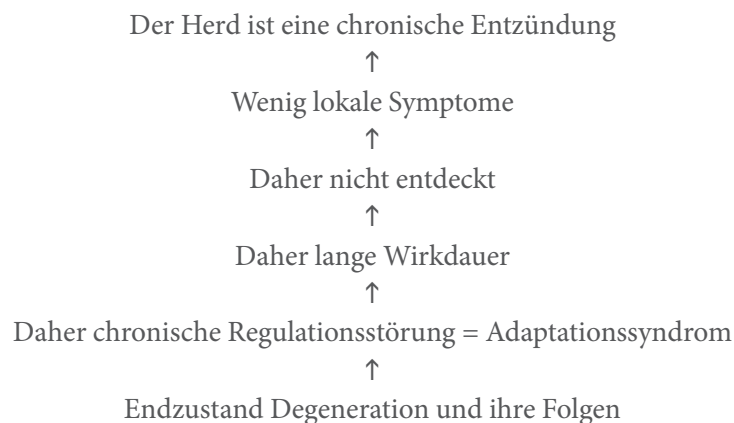 Der Herd ist eine chronische Entzündung
↑
Wenig lokale Symptome
↑
Daher nicht entdeckt
↑
Daher lange Wirkdauer
↑
Daher chronische Regulationsstörung = Adaptationssyndrom
↑
Endzustand Degeneration und ihre Folgen